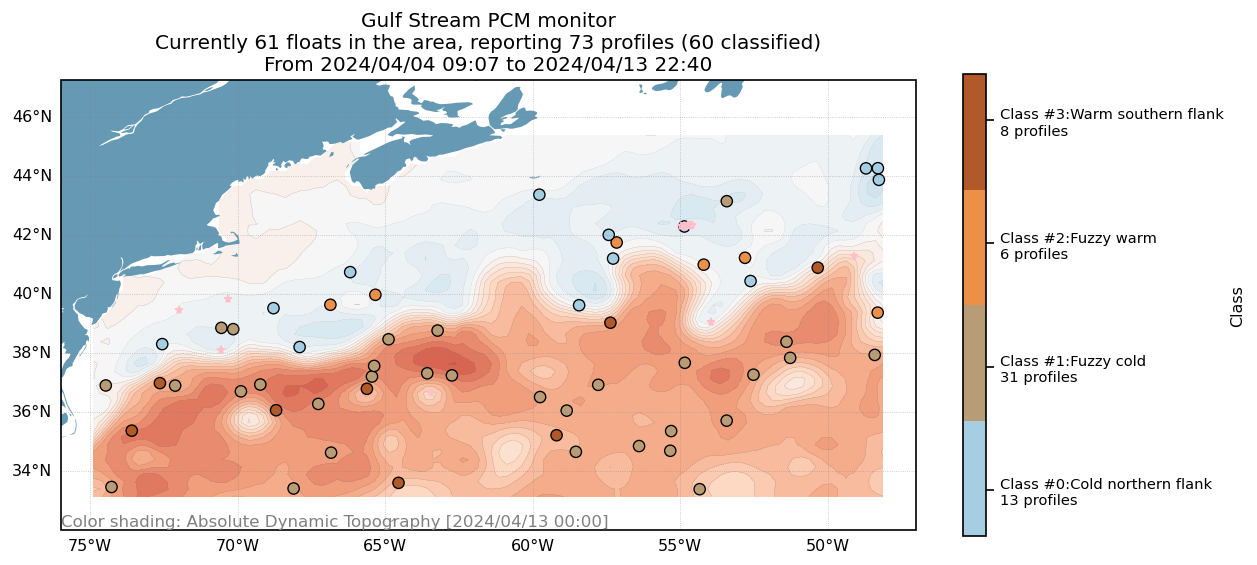 Gulf Stream PCM monitor
Currently 61 floats in the area, reporting 73 profiles (60 classified)
From 2024/04/04 09:07 to 2024/04/13 22:40
46°N
44°N
42°N
40°N
38°N
36°N
34°N
Color shading: Absolute Dynamic Topography [2024/04/13 00:00]
75°W
70°W
65°W
60°W
55°W
50°W
Class #3:Warm southern flank
8 profiles
Class #2:Fuzzy warm
6 profiles
Class #1:Fuzzy cold
31 profiles
Class #0:Cold northern flank
13 profiles
Class